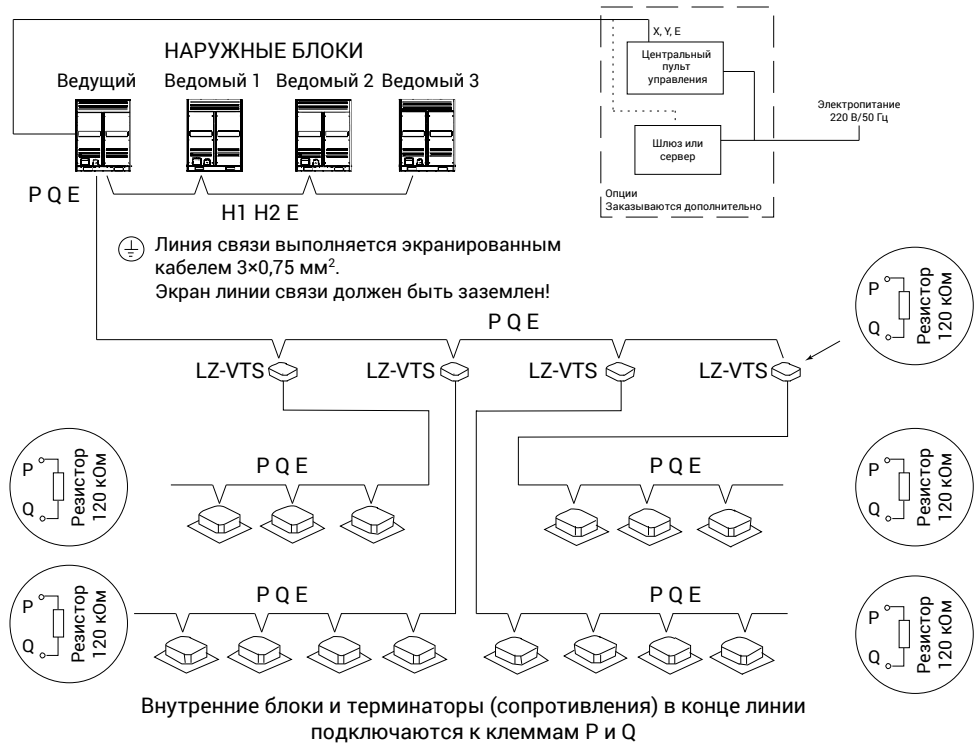 X, Y, E
Центральный
пульт
управления
Электропитание
220 В/50 Гц
Шлюз или
сервер
Опции
Заказываются дополнительно
НАРУЖНЫЕ БЛОКИ
Ведущий Ведомый 1 Ведомый 2 Ведомый 3
P Q E
H1 H2 E
Линия связи выполняется экранированным
кабелем 3×0,75 мм².
Экран линии связи должен быть заземлен!
P Q E
P
Q
Резистор
120 кОм
LZ-VTS LZ-VTS LZ-VTS LZ-VTS
P
Q
Резистор
120 кОм
P Q E
P Q E
P
Q
Резистор
120 кОм
P
Q
Резистор
120 кОм
P Q E
P Q E
P
Q
Резистор
120 кОм
Внутренние блоки и терминаторы (сопротивления) в конце линии
подключаются к клеммам P и Q